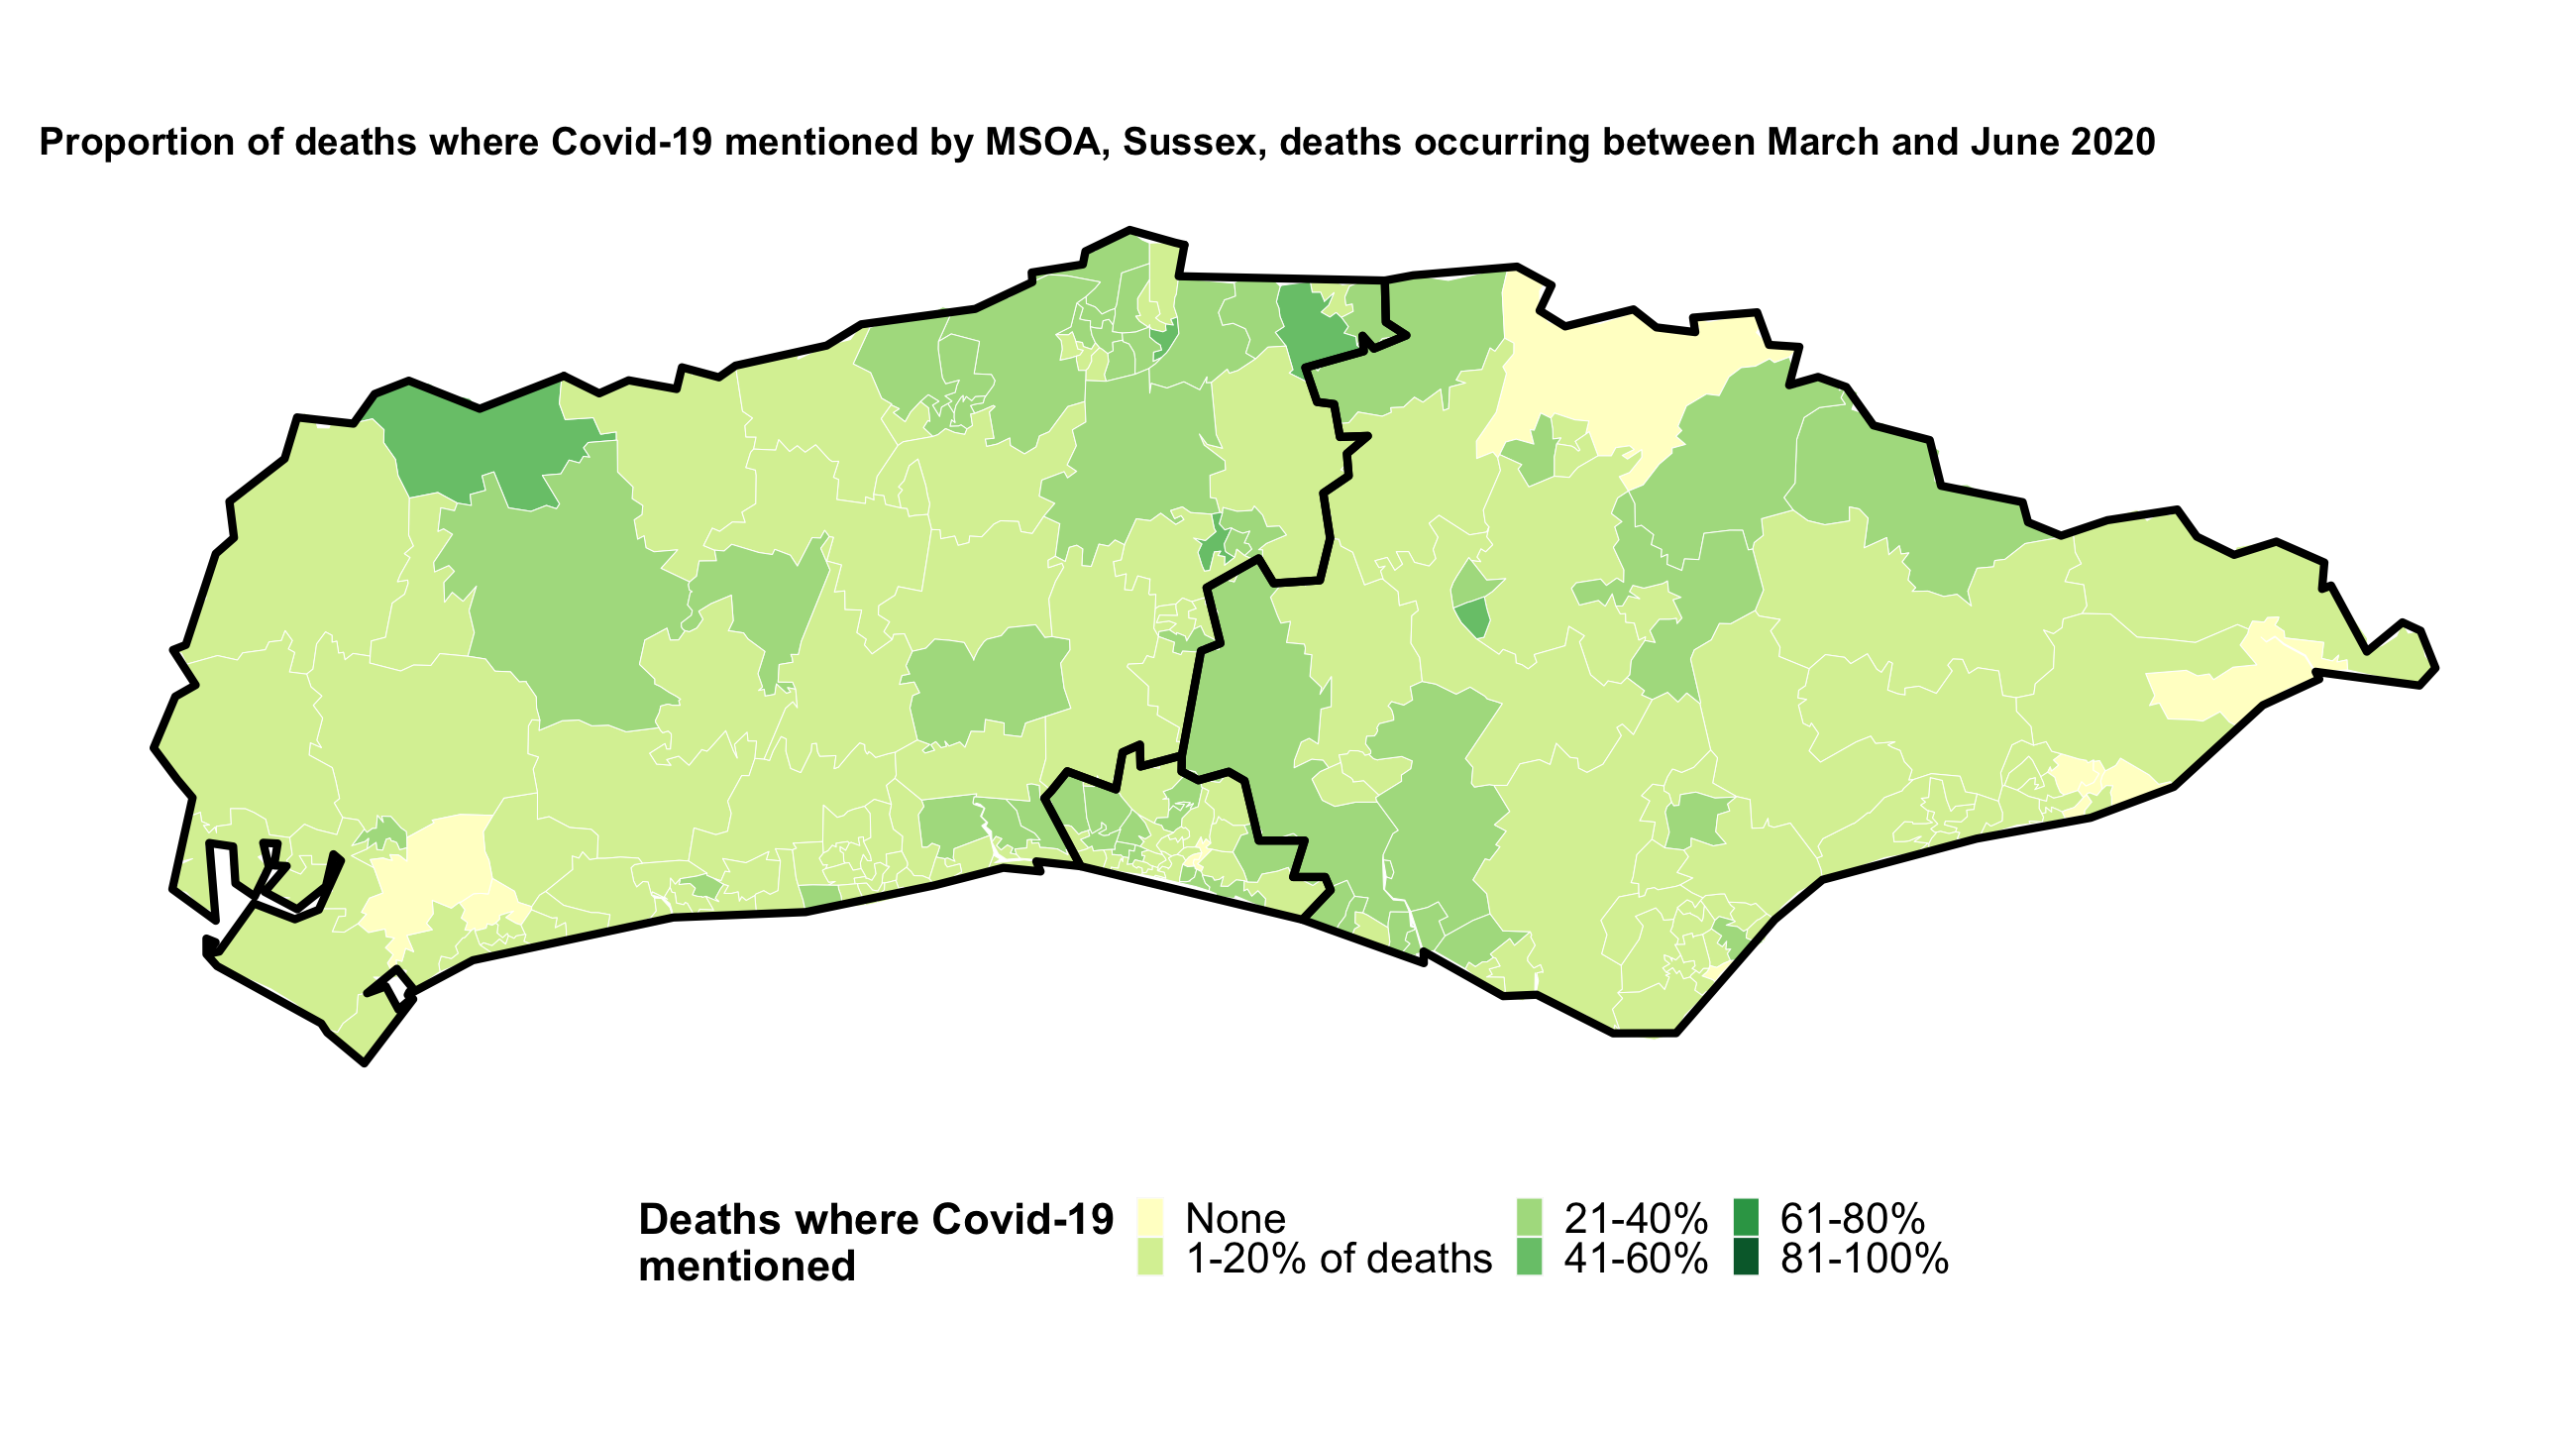 Proportion of deaths where Covid-19 mentioned by MSOA, Sussex, deaths occurring between March and June 2020
Deaths where Covid-19
mentioned
None
1-20% of deaths
21-40%
41-60%
61-80%
81-100%